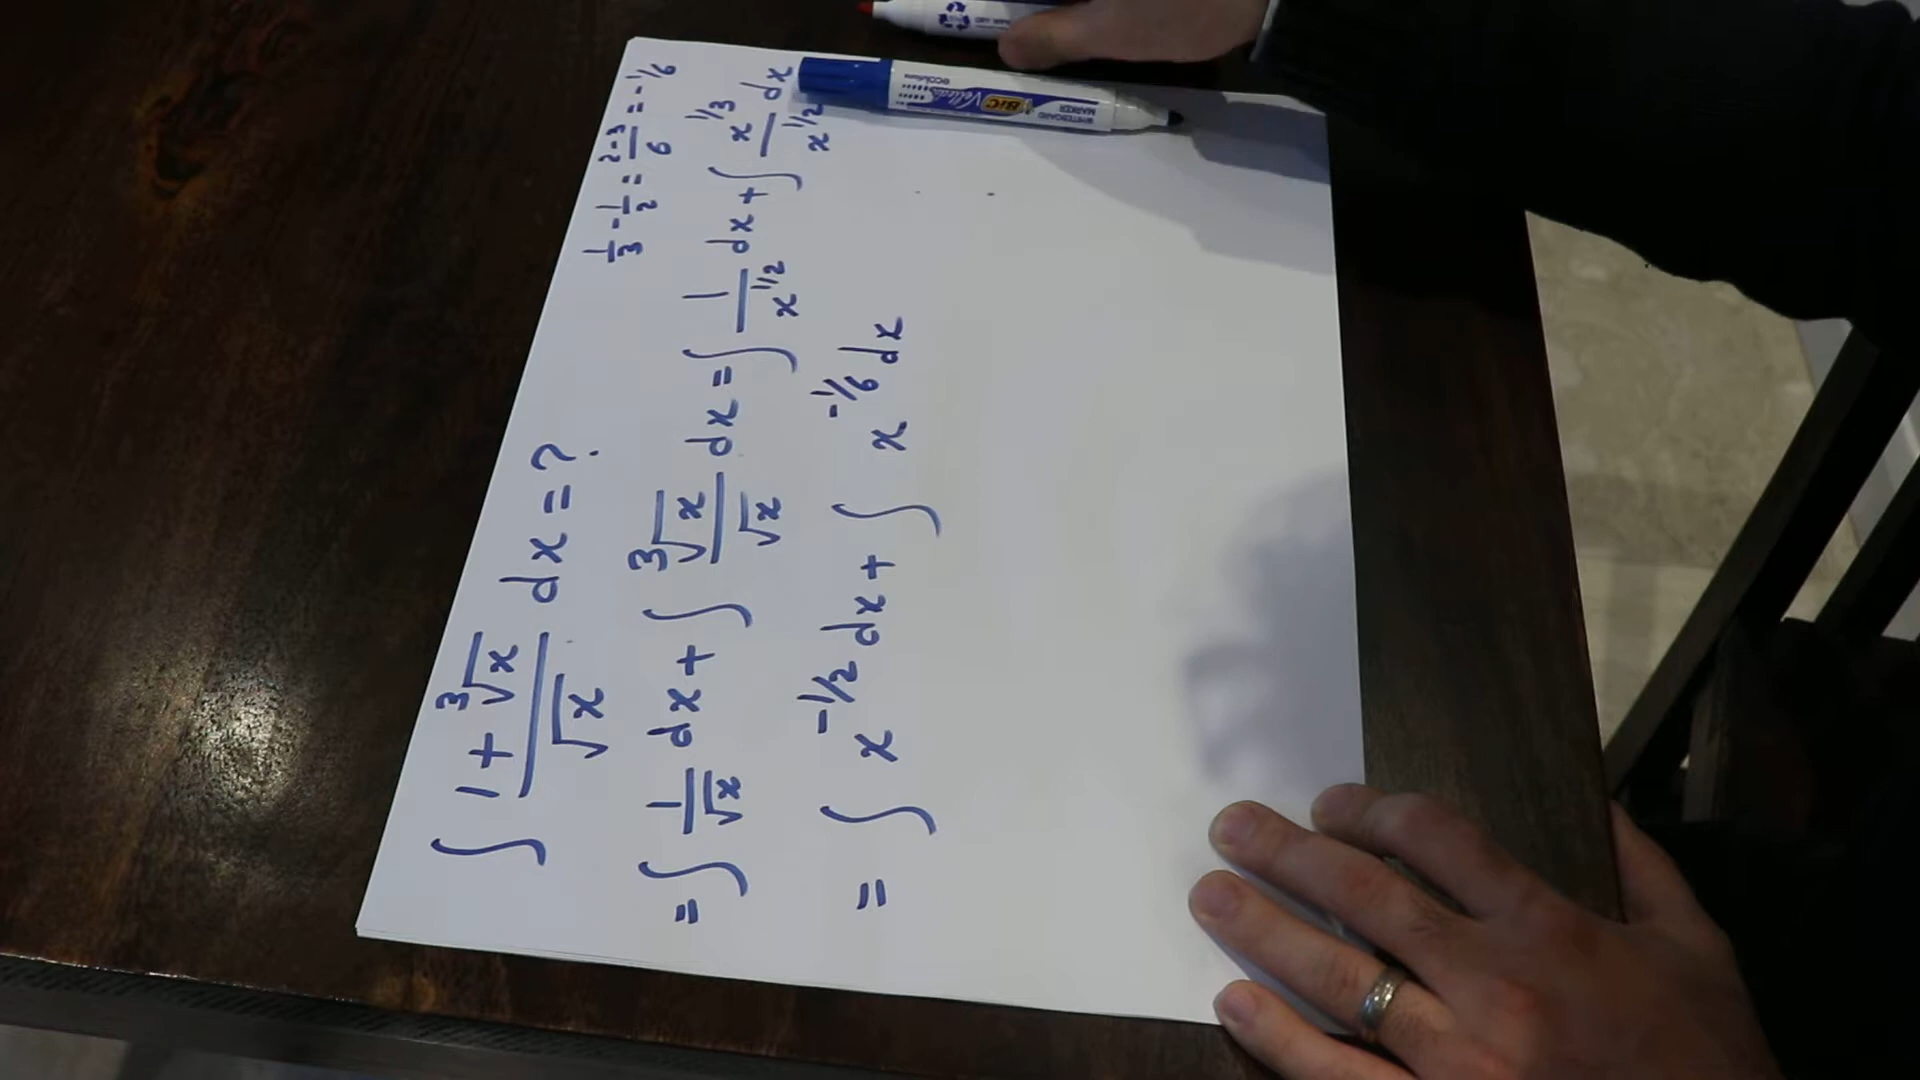 ∫ (1 + ∛x)/√x dx = ?
1/3 - 1/2 = (2-3)/6 = -1/6
= ∫ 1/√x dx + ∫ ∛x/√x dx = ∫ 1/x^(1/2) dx + ∫ x^(1/3)/x^(1/2) dx
= ∫ x^(-1/2) dx + ∫ x^(-1/6) dx
WHITEBOARD MARKER
BIC Velleda
ecolutions